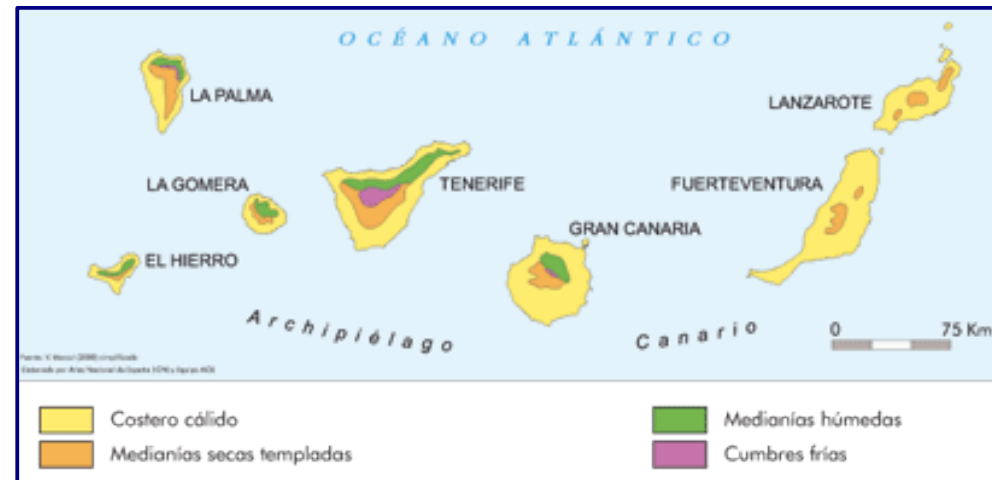 OCÉANO ATLÁNTICO
LA PALMA
LANZAROTE
LA GOMERA
TENERIFE
FUERTEVENTURA
GRAN CANARIA
EL HIERRO
Archipiélago Canario
0 75 Km
Costero cálido
Medianías húmedas
Medianías secas templadas
Cumbres frías